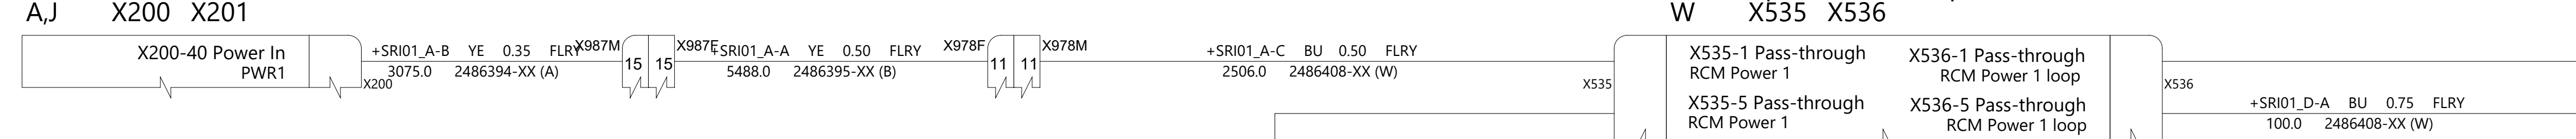 A,J X200 X201
W X535 X536
X200-40 Power In
PWR1
X200
+SRI01_A-B YE 0.35 FLRY
3075.0 2486394-XX (A)
X987M
15 15
X987F
+SRI01_A-A YE 0.50 FLRY
5488.0 2486395-XX (B)
X978F
11 11
X978M
+SRI01_A-C BU 0.50 FLRY
2506.0 2486408-XX (W)
X535
X535-1 Pass-through
RCM Power 1
X536-1 Pass-through
RCM Power 1 loop
X535-5 Pass-through
RCM Power 1
X536-5 Pass-through
RCM Power 1 loop
X536
+SRI01_D-A BU 0.75 FLRY
100.0 2486408-XX (W)